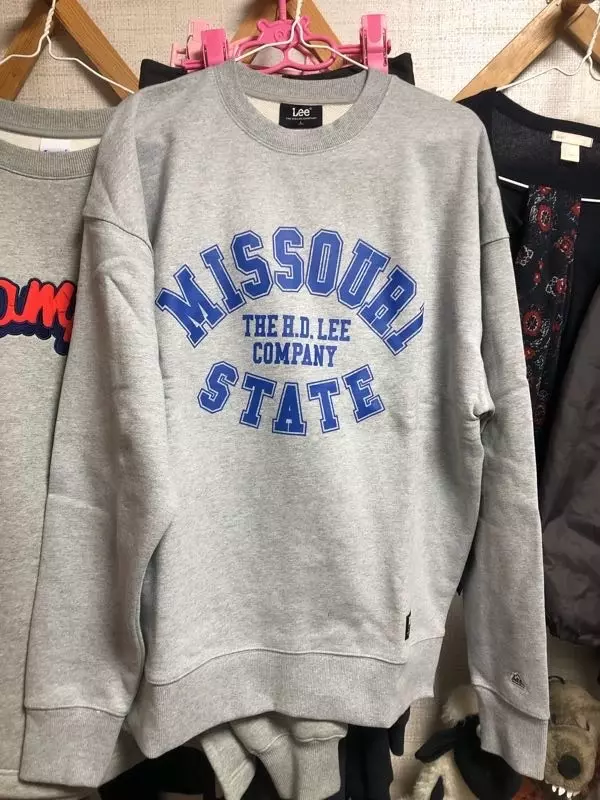 Lee
MISSOURI
THE H.D. LEE
COMPANY
STATE